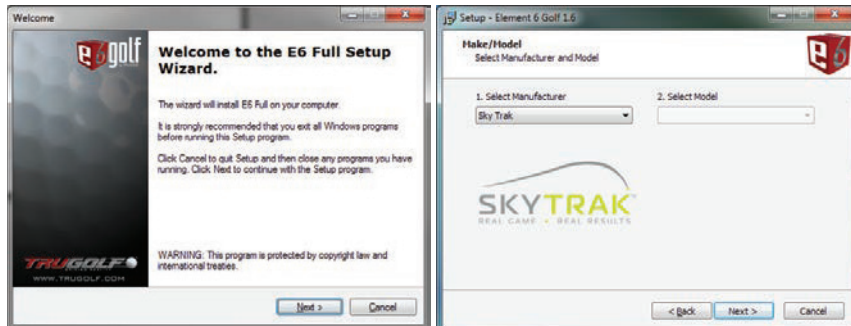 Welcome
e6golf
Welcome to the E6 Full Setup
Wizard.
The wizard will install E6 Full on your computer.
It is strongly recommended that you exit all Windows programs
before running this Setup program.
Click Cancel to quit Setup and then close any programs you have
running. Click Next to continue with the Setup program.
WARNING: This program is protected by copyright law and
international treaties.
TRUGOLF
WWW.TRUGOLF.COM
Next >
Cancel
Setup - Element 6 Golf 1.6
Make/Model
Select Manufacturer and Model
e6
1. Select Manufacturer
2. Select Model
Sky Trak
SKYTRAK
REAL GAME • REAL RESULTS
< Back
Next >
Cancel